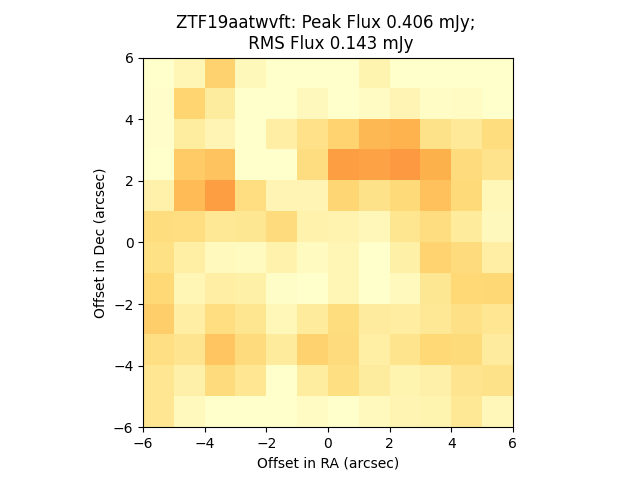 ZTF19aatwvft: Peak Flux 0.406 mJy;
RMS Flux 0.143 mJy
6
4
2
0
−2
−4
−6
Offset in Dec (arcsec)
−6 −4 −2 0 2 4 6
Offset in RA (arcsec)